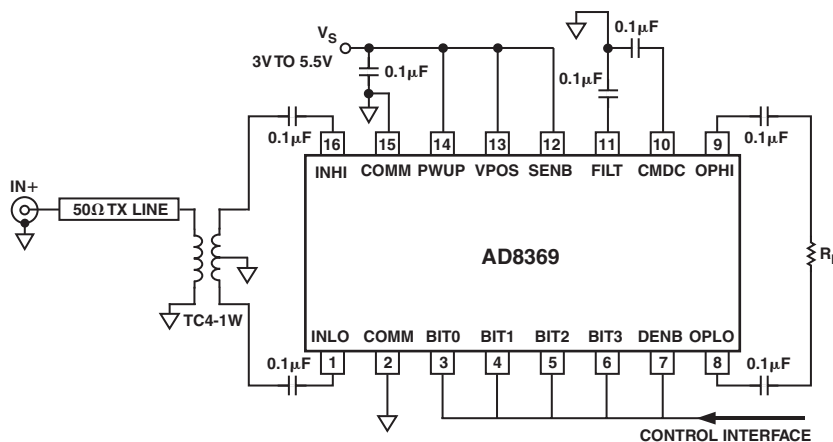 VS
3V TO 5.5V
0.1μF
0.1μF
0.1μF
0.1μF
0.1μF
16 15 14 13 12 11 10 9
INHI COMM PWUP VPOS SENB FILT CMDC OPHI
IN+
50Ω TX LINE
AD8369
TC4-1W
INLO COMM BIT0 BIT1 BIT2 BIT3 DENB OPLO
0.1μF
1 2 3 4 5 6 7 8
0.1μF
CONTROL INTERFACE